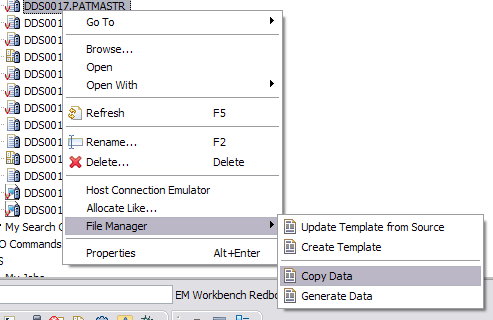 DDS0017.PATMASTR
DDS001
DDS001
DDS001
DDS001
DDS001
DDS001
DDS001
DDS001
DDS001
DDS001
My Search
O Commands
S
My Jobs
Go To
Browse...
Open
Open With
Refresh F5
Rename... F2
Delete... Delete
Host Connection Emulator
Allocate Like...
File Manager
Properties Alt+Enter
Update Template from Source
Create Template
Copy Data
Generate Data
EM Workbench Redbo